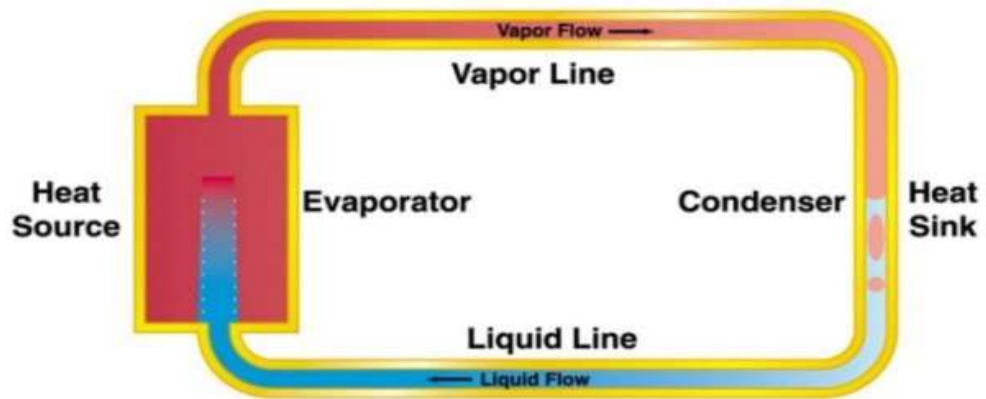 Vapor Flow
Vapor Line
Heat
Source
Evaporator
Condenser
Heat
Sink
Liquid Line
Liquid Flow